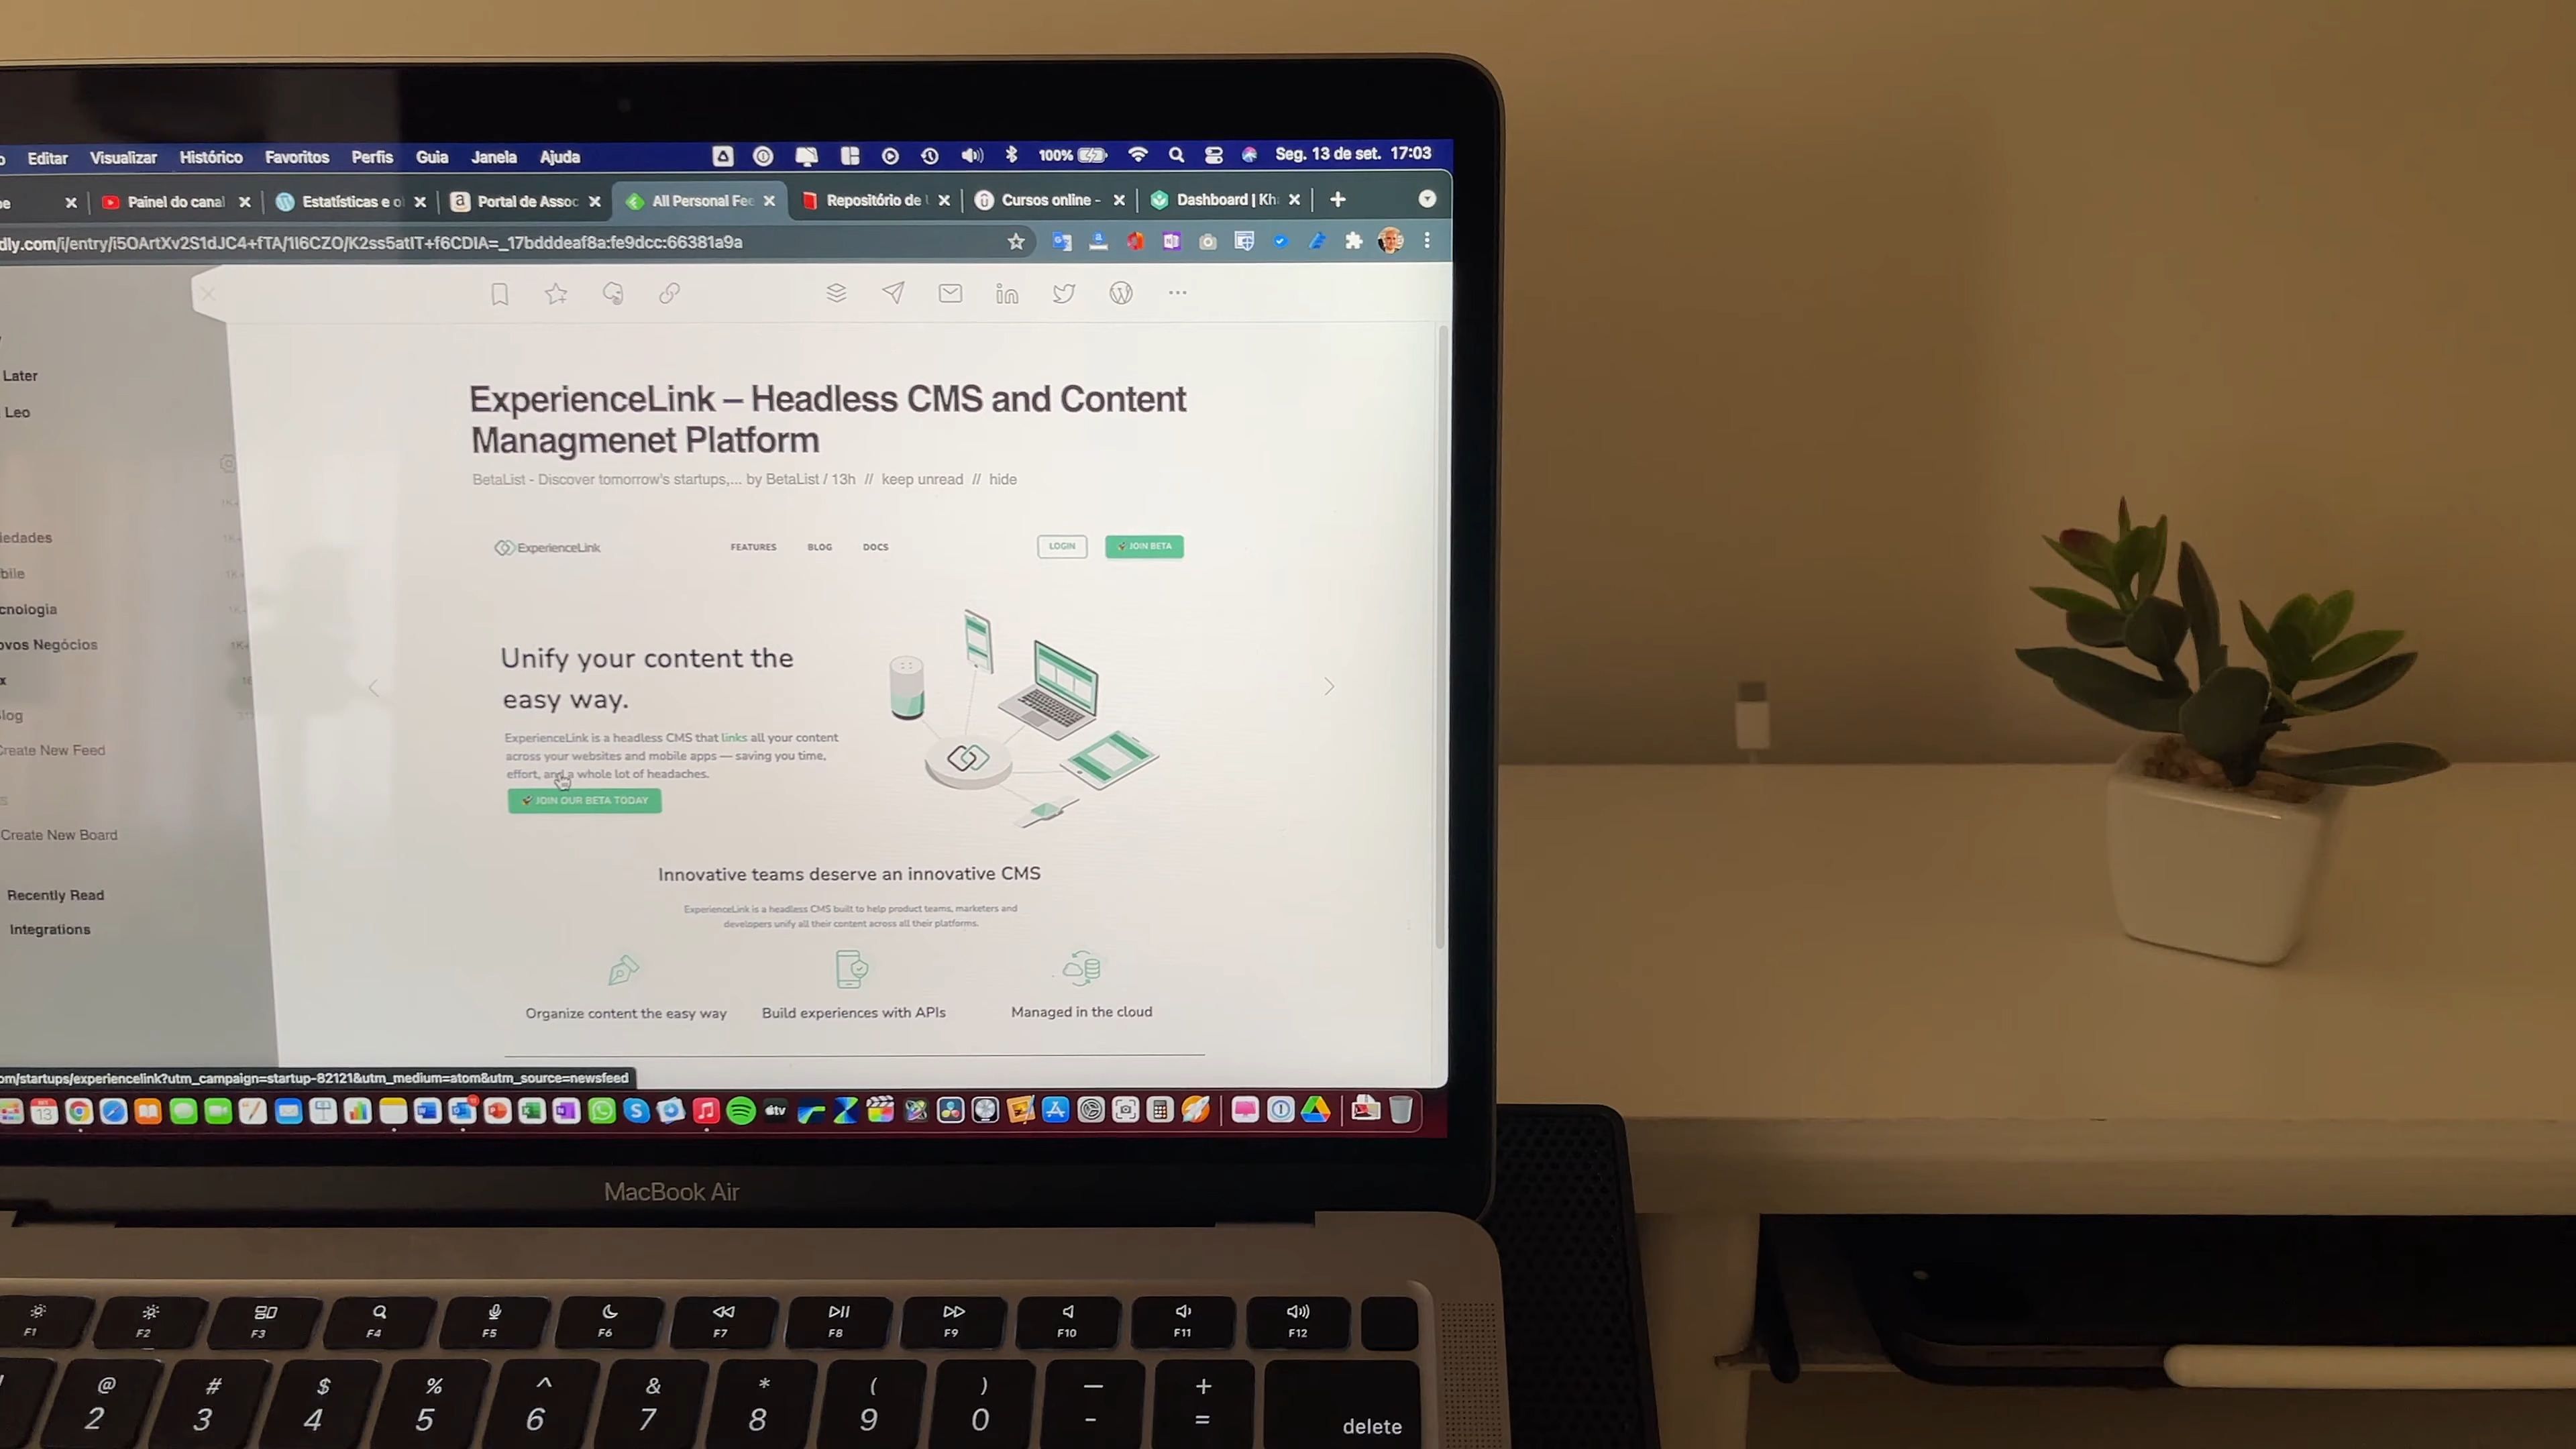 Editar Visualizar Histórico Favoritos Perfis Guia Janela Ajuda 100% Seg. 13 de set. 17:03
Painel do canal Estatísticas e o Portal de Assoc All Personal Fee Repositório de Cursos online - Dashboard | Kh
dly.com/i/entry/i5OArtXv2S1dJC4+fTA/1I6CZO/K2ss5atIT+f6CDIA=_17bdddeaf8a:fe9dcc:66381a9a
Later
Leo
iedades
bile
cnologia
ovos Negócios
x
log
Create New Feed
Create New Board
Recently Read
Integrations
ExperienceLink – Headless CMS and Content
Managmenet Platform
BetaList - Discover tomorrow's startups,... by BetaList / 13h // keep unread // hide
ExperienceLink FEATURES BLOG DOCS LOGIN JOIN BETA
Unify your content the
easy way.
ExperienceLink is a headless CMS that links all your content
across your websites and mobile apps — saving you time,
effort, and a whole lot of headaches.
JOIN OUR BETA TODAY
Innovative teams deserve an innovative CMS
ExperienceLink is a headless CMS built to help product teams, marketers and
developers unify all their content across all their platforms.
Organize content the easy way Build experiences with APIs Managed in the cloud
om/startups/experiencelink?utm_campaign=startup-82121&utm_medium=atom&utm_source=newsfeed
13 tv
MacBook Air
F1 F2 F3 F4 F5 F6 F7 F8 F9 F10 F11 F12
@ # $ % ^ & * ( ) — +
2 3 4 5 6 7 8 9 0 - = delete